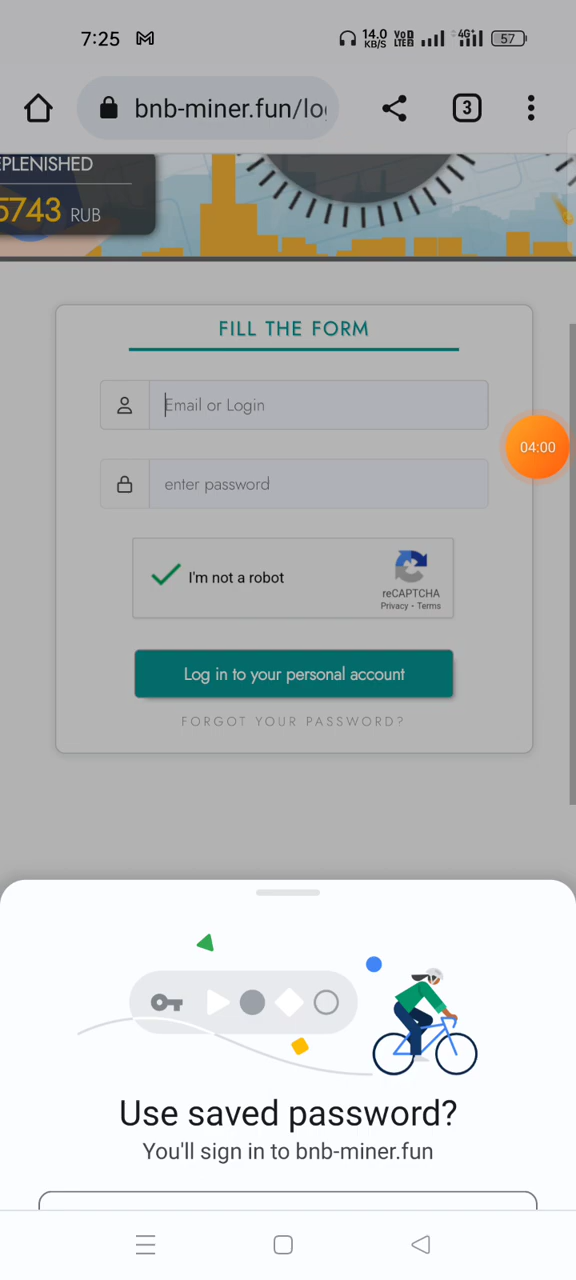 7:25
14.0
KB/S
Vo
LTE2
4G+
57
bnb-miner.fun/lo
3
EPLENISHED
5743 RUB
FILL THE FORM
Email or Login
04:00
enter password
I'm not a robot
reCAPTCHA
Privacy - Terms
Log in to your personal account
FORGOT YOUR PASSWORD?
Use saved password?
You'll sign in to bnb-miner.fun